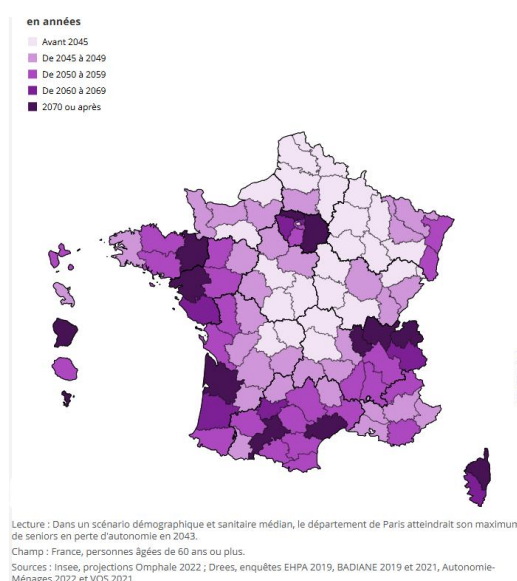 en années
Avant 2045
De 2045 à 2049
De 2050 à 2059
De 2060 à 2069
2070 ou après
Lecture : Dans un scénario démographique et sanitaire médian, le département de Paris atteindrait son maximum
de seniors en perte d'autonomie en 2043.
Champ : France, personnes âgées de 60 ans ou plus.
Sources : Insee, projections Omphale 2022 ; Drees, enquêtes EHPA 2019, BADIANE 2019 et 2021, Autonomie-
Ménages 2022 et VQS 2021.